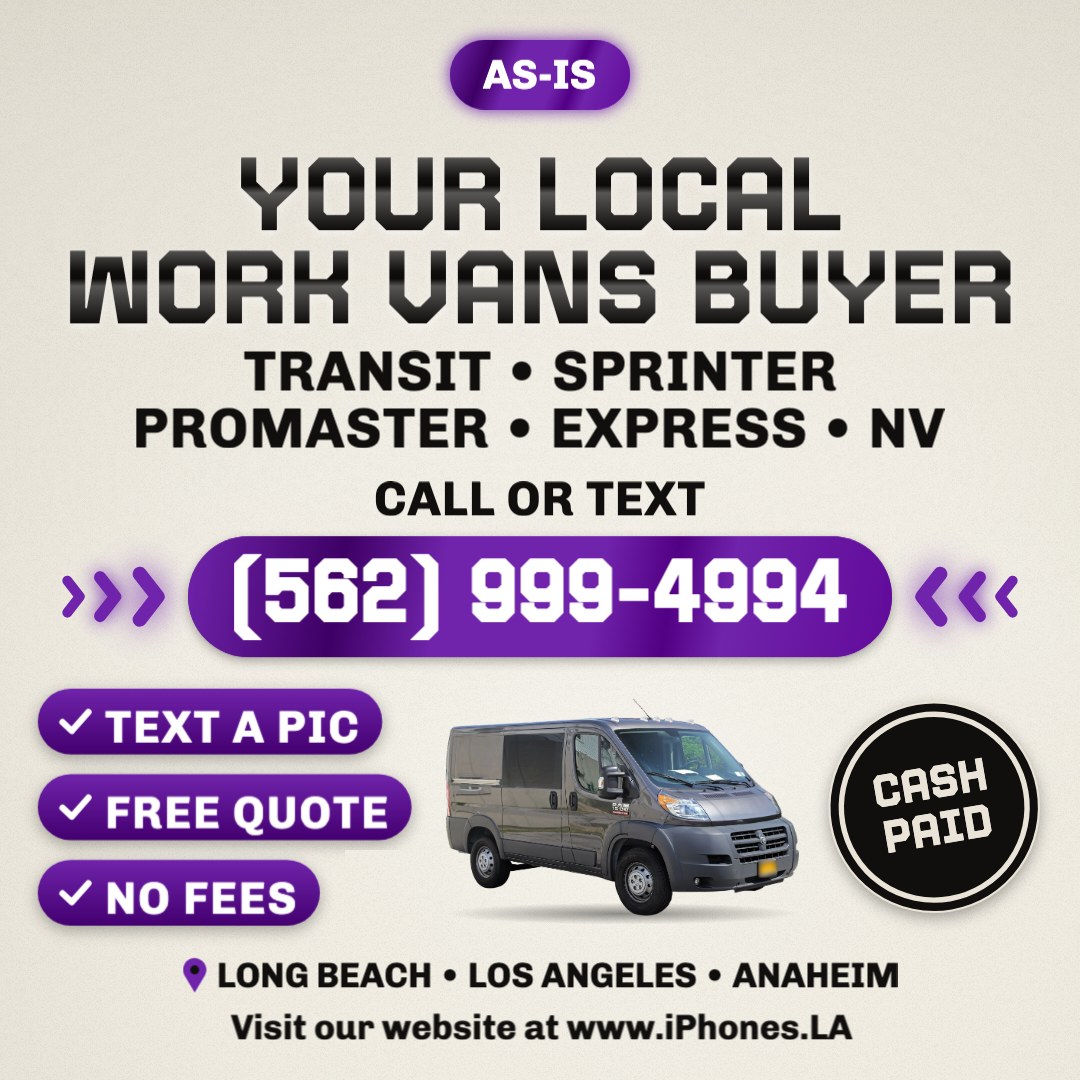 AS-IS
YOUR LOCAL
WORK VANS BUYER
TRANSIT • SPRINTER
PROMASTER • EXPRESS • NV
CALL OR TEXT
(562) 999-4994
TEXT A PIC
FREE QUOTE
NO FEES
CASH
PAID
LONG BEACH • LOS ANGELES • ANAHEIM
Visit our website at www.iPhones.LA